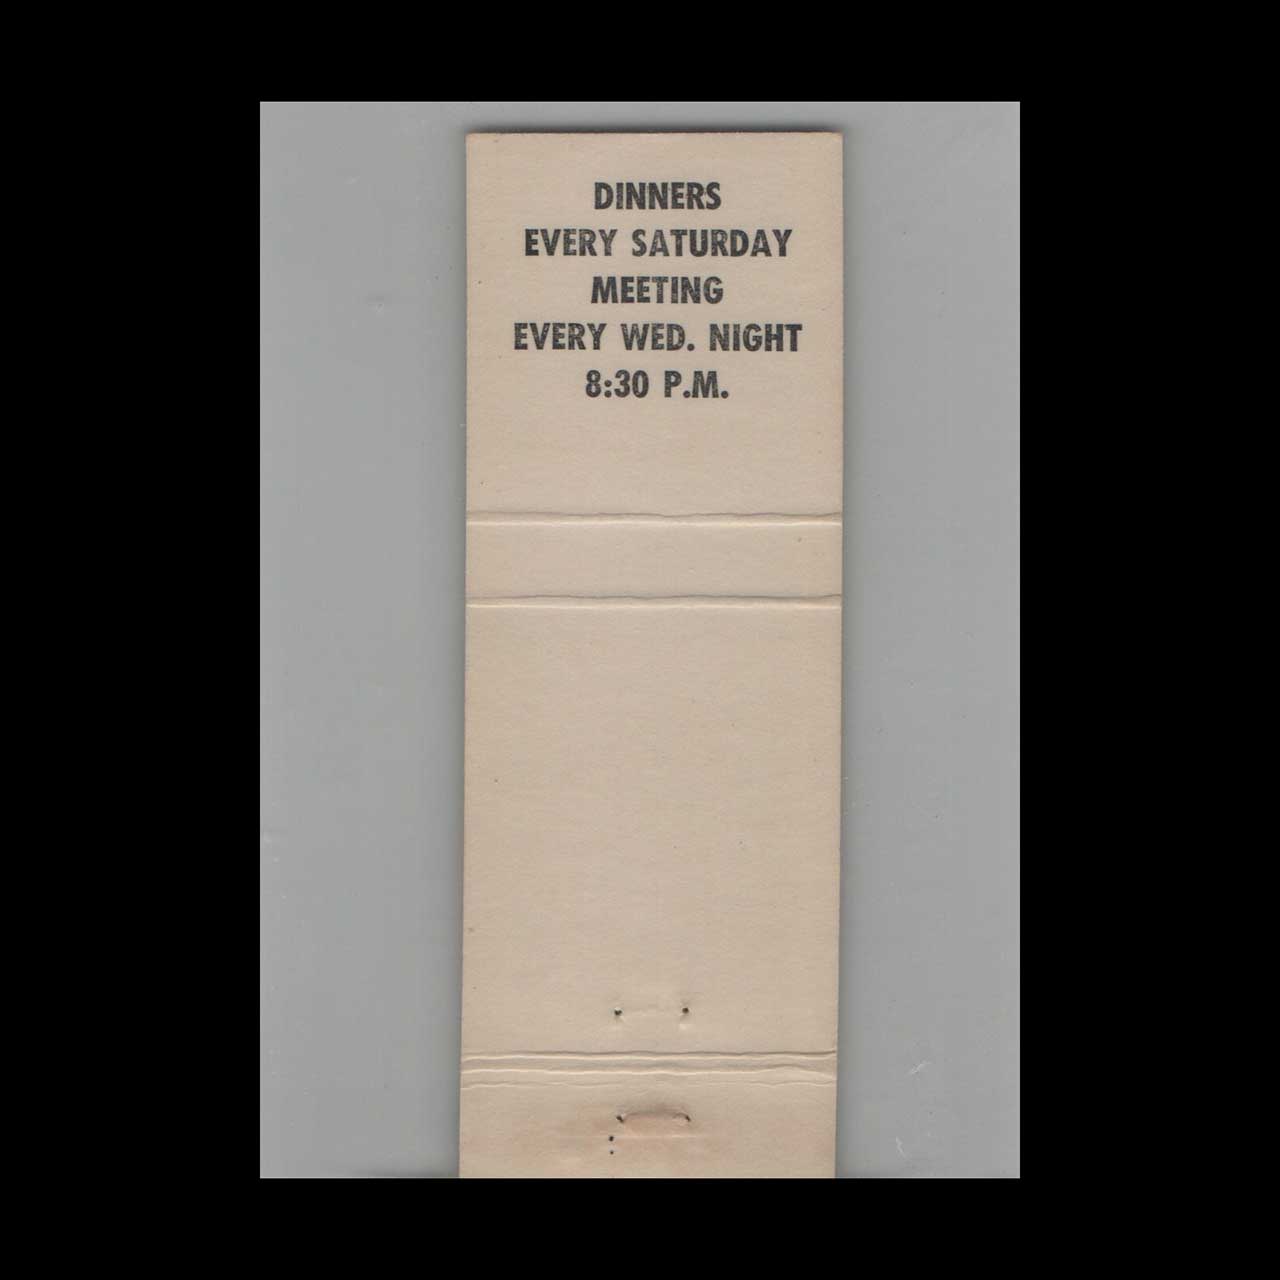 DINNERS
EVERY SATURDAY
MEETING
EVERY WED. NIGHT
8:30 P.M.